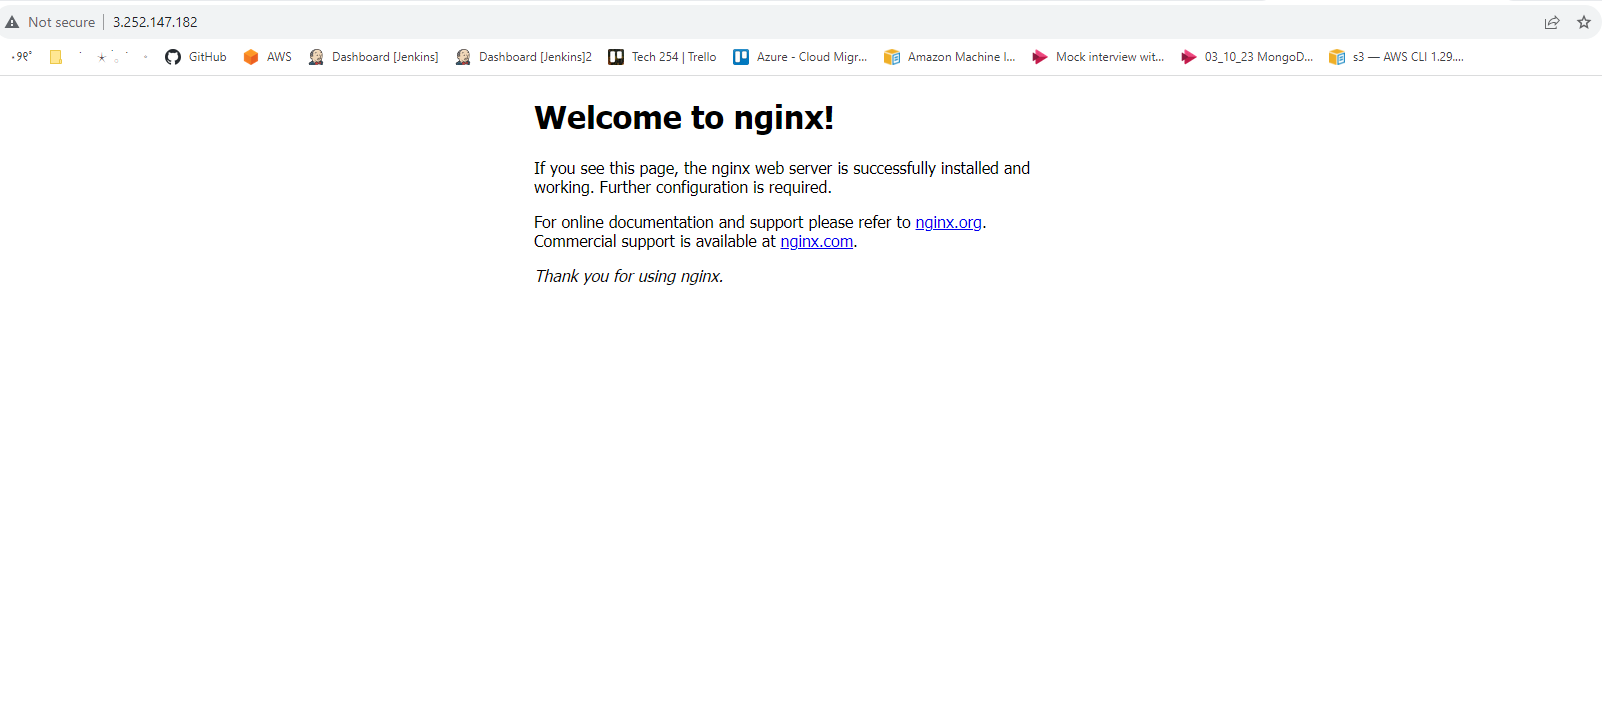 Not secure | 3.252.147.182
GitHub AWS Dashboard [Jenkins] Dashboard [Jenkins]2 Tech 254 | Trello Azure - Cloud Migr... Amazon Machine I... Mock interview wit... 03_10_23 MongoD... s3 — AWS CLI 1.29....
Welcome to nginx!
If you see this page, the nginx web server is successfully installed and
working. Further configuration is required.
For online documentation and support please refer to nginx.org.
Commercial support is available at nginx.com.
Thank you for using nginx.